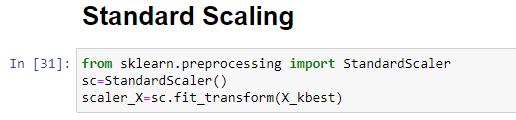 Standard Scaling
In [31]: from sklearn.preprocessing import StandardScaler
sc=StandardScaler()
scaler_X=sc.fit_transform(X_kbest)